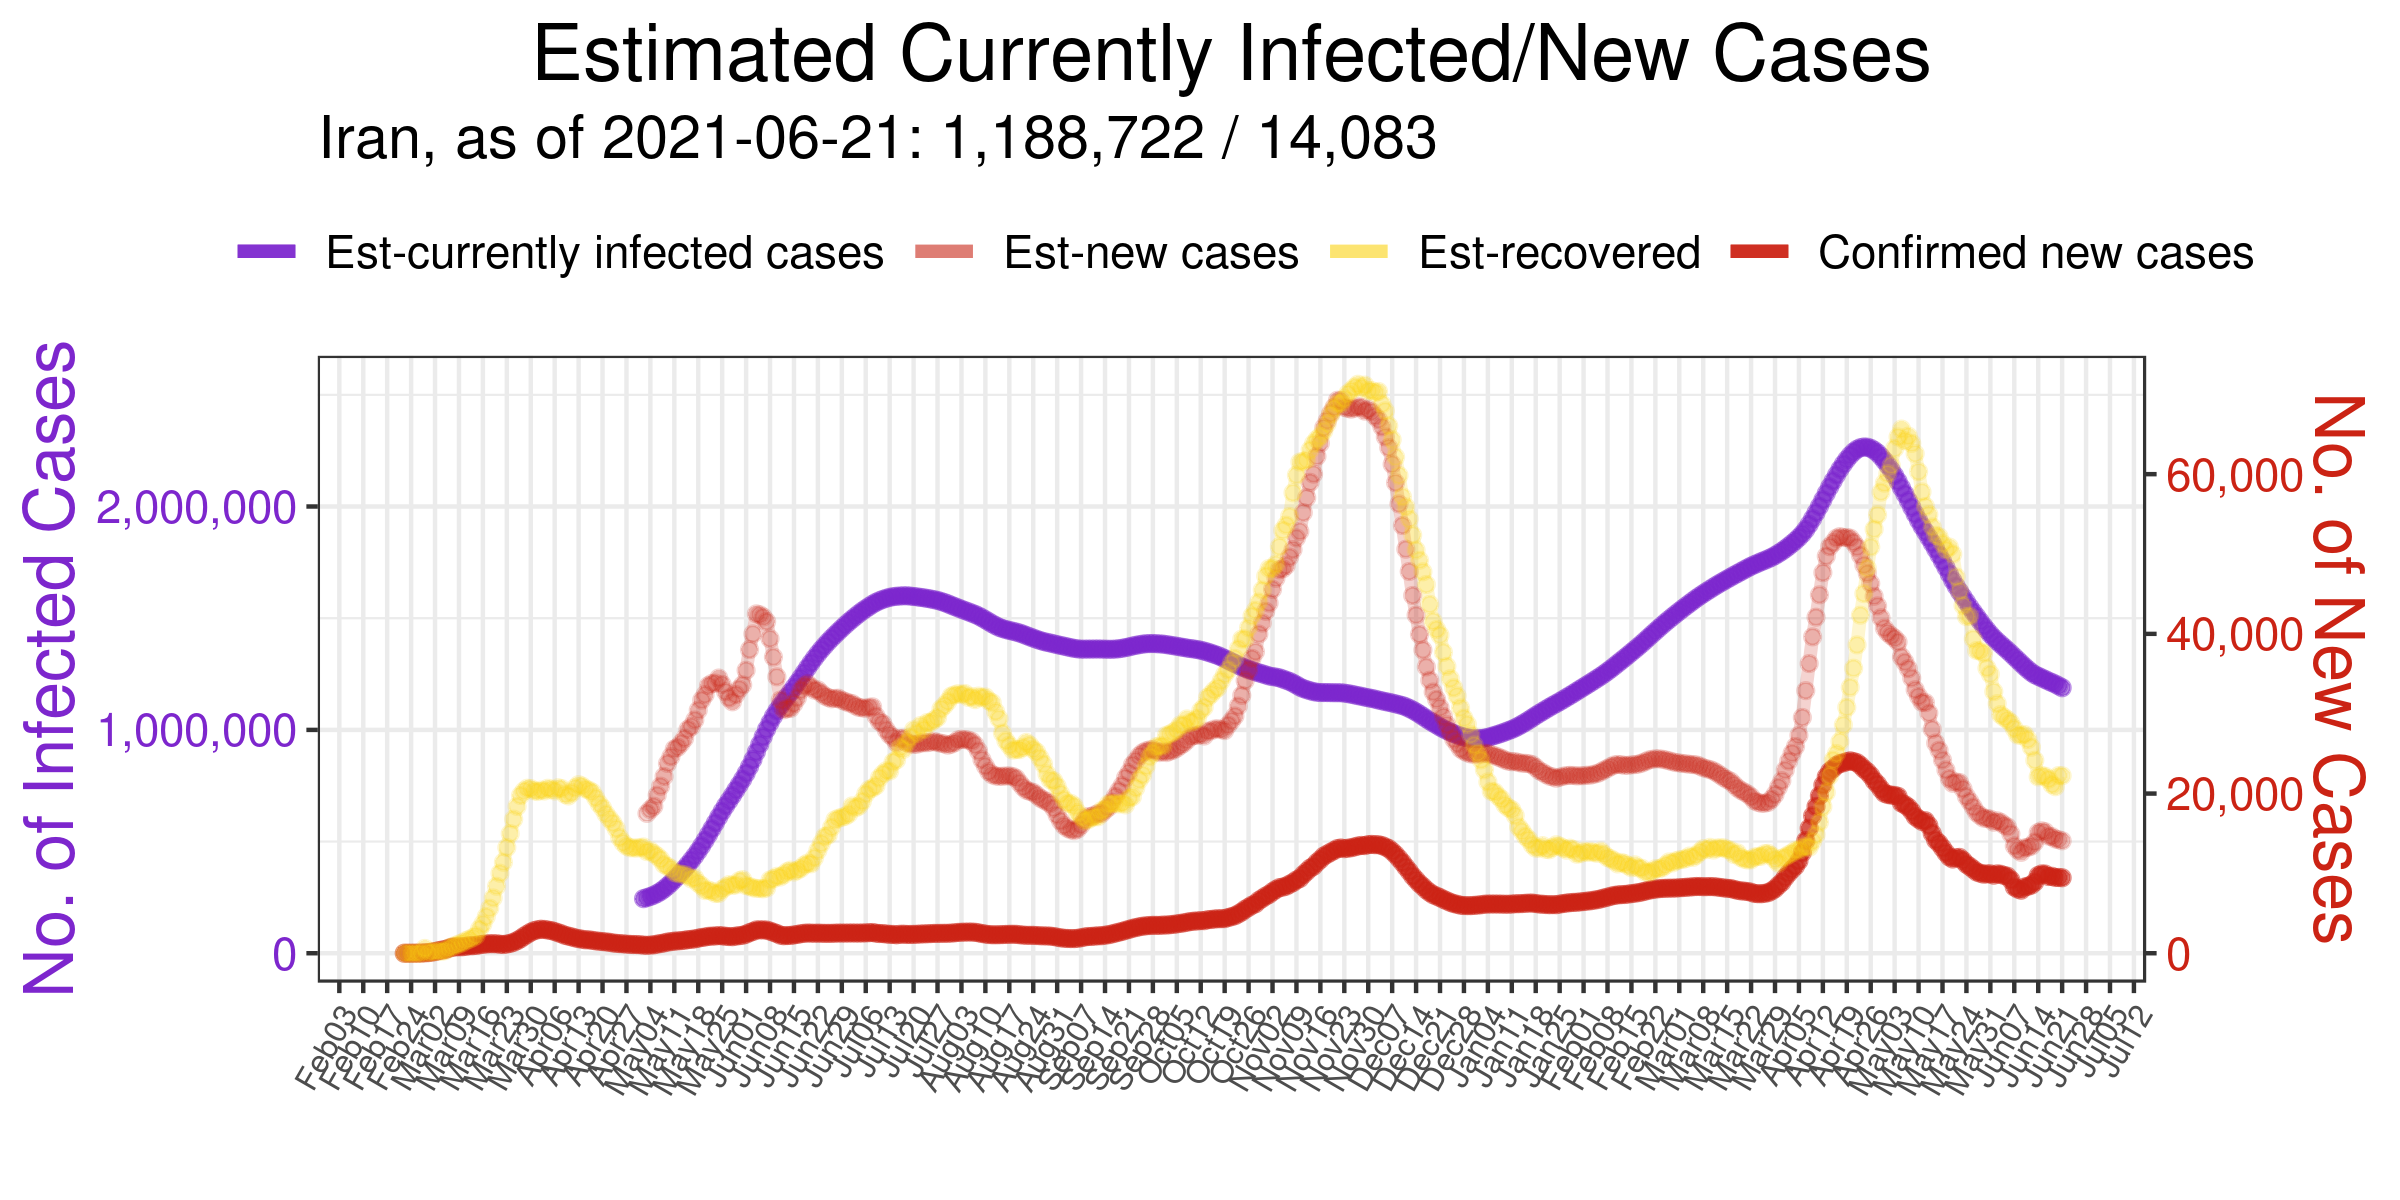 Estimated Currently Infected/New Cases
Iran, as of 2021-06-21: 1,188,722 / 14,083
Est-currently infected cases
Est-new cases
Est-recovered
Confirmed new cases
No. of Infected Cases
2,000,000
1,000,000
0
60,000
40,000
20,000
0
No. of New Cases
Feb03
Feb10
Feb17
Feb24
Mar02
Mar09
Mar16
Mar23
Mar30
Apr06
Apr13
Apr20
Apr27
May04
May11
May18
May25
Jun01
Jun08
Jun15
Jun22
Jun29
Jul06
Jul13
Jul20
Jul27
Aug03
Aug10
Aug17
Aug24
Aug31
Sep07
Sep14
Sep21
Sep28
Oct05
Oct12
Oct19
Oct26
Nov02
Nov09
Nov16
Nov23
Nov30
Dec07
Dec14
Dec21
Dec28
Jan04
Jan11
Jan18
Jan25
Feb01
Feb08
Feb15
Feb22
Mar01
Mar08
Mar15
Mar22
Mar29
Apr05
Apr12
Apr19
Apr26
May03
May10
May17
May24
May31
Jun07
Jun14
Jun21
Jun28
Jul05
Jul12